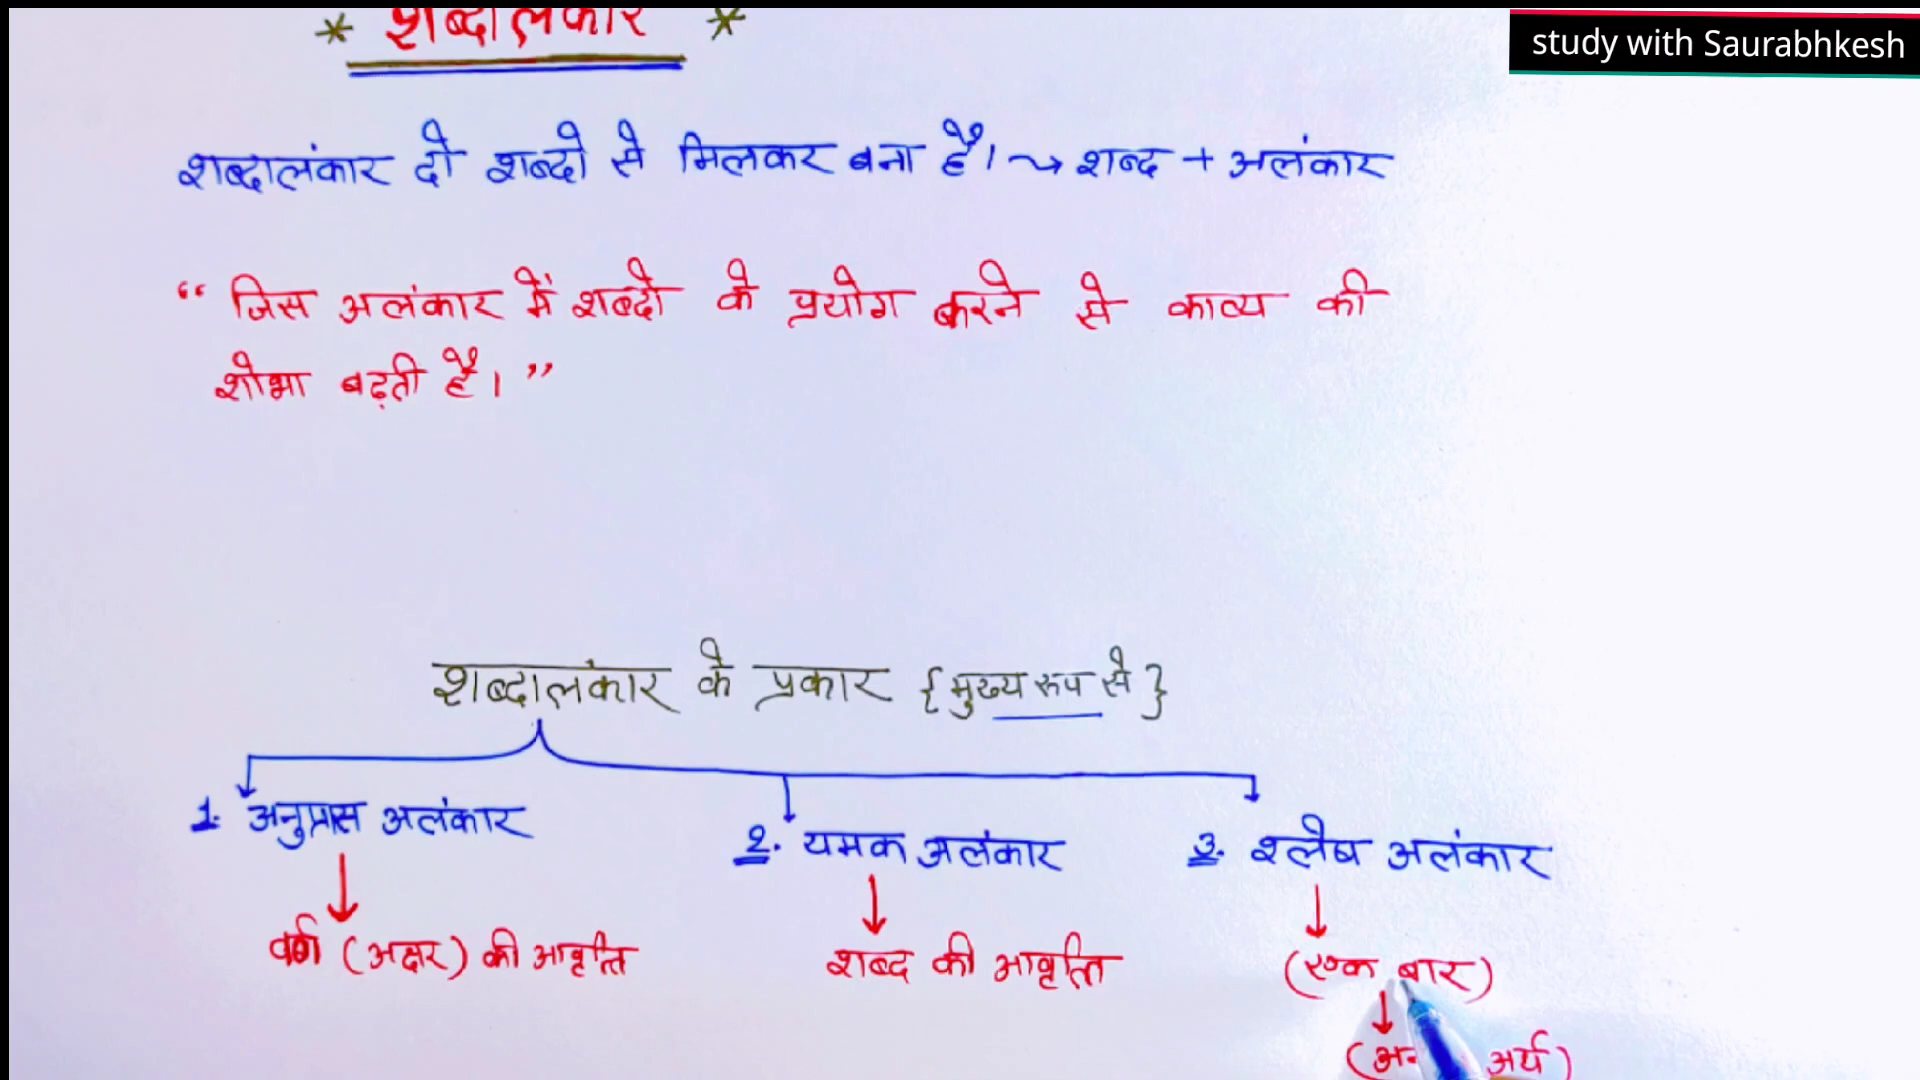 * शब्दालंकार *
study with Saurabhkesh
शब्दालंकार दो शब्दो से मिलकर बना है। → शब्द + अलंकार
“ जिस अलंकार में शब्दो के प्रयोग करने से काव्य की
शोभा बढ़ती है। ”
शब्दालंकार के प्रकार {मुख्य रूप से}
1. अनुप्रास अलंकार
2. यमक अलंकार
3. श्लेष अलंकार
वर्ण (अक्षर) की आवृत्ति
शब्द की आवृत्ति
(एक बार)
अर्थ)